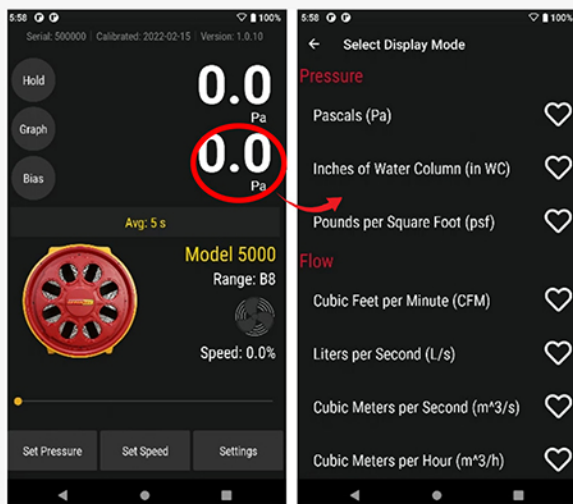 5:58
100%
Serial: 500000 | Calibrated: 2022-02-15 | Version: 1.0.10
Hold
0.0
Pa
Graph
0.0
Pa
Bias
Avg: 5 s
Model 5000
Range: B8
Speed: 0.0%
Set Pressure
Set Speed
Settings
5:58
100%
Select Display Mode
Pressure
Pascals (Pa)
Inches of Water Column (in WC)
Pounds per Square Foot (psf)
Flow
Cubic Feet per Minute (CFM)
Liters per Second (L/s)
Cubic Meters per Second (m^3/s)
Cubic Meters per Hour (m^3/h)